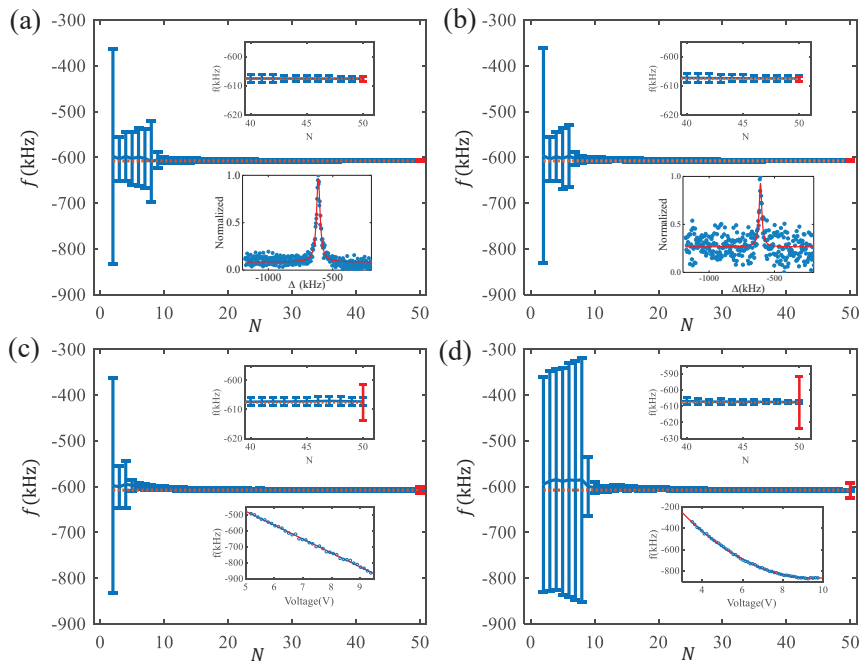 (a)
-300
-400
-500
-600
-700
-800
-900
f (kHz)
0 10 20 30 40 50
N
-600
-610
-620
f(kHz)
40 45 50
N
1.0
0.5
0.0
Normalized
-1000 -500
Δ (kHz)
(b)
-300
-400
-500
-600
-700
-800
-900
f (kHz)
0 10 20 30 40 50
N
-600
-610
-620
f(kHz)
40 45 50
N
1.0
0.5
0.0
Normalized
-1000 -500
Δ(kHz)
(c)
-300
-400
-500
-600
-700
-800
-900
f (kHz)
0 10 20 30 40 50
N
-600
-610
-620
f(kHz)
40 45 50
N
-500
-600
-700
-800
-900
f(kHz)
5 6 7 8 9
Voltage(V)
(d)
-300
-400
-500
-600
-700
-800
-900
f (kHz)
0 10 20 30 40 50
N
-590
-600
-610
-620
-630
f(kHz)
40 45 50
N
-200
-400
-600
-800
f(kHz)
4 6 8 10
Voltage(V)